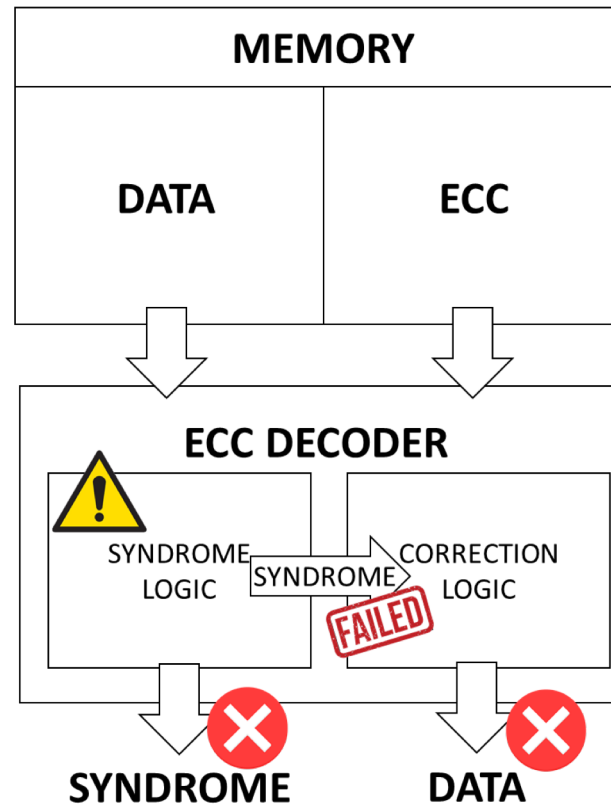 MEMORY
DATA
ECC
ECC DECODER
SYNDROME
LOGIC
SYNDROME
CORRECTION
LOGIC
FAILED
SYNDROME
DATA